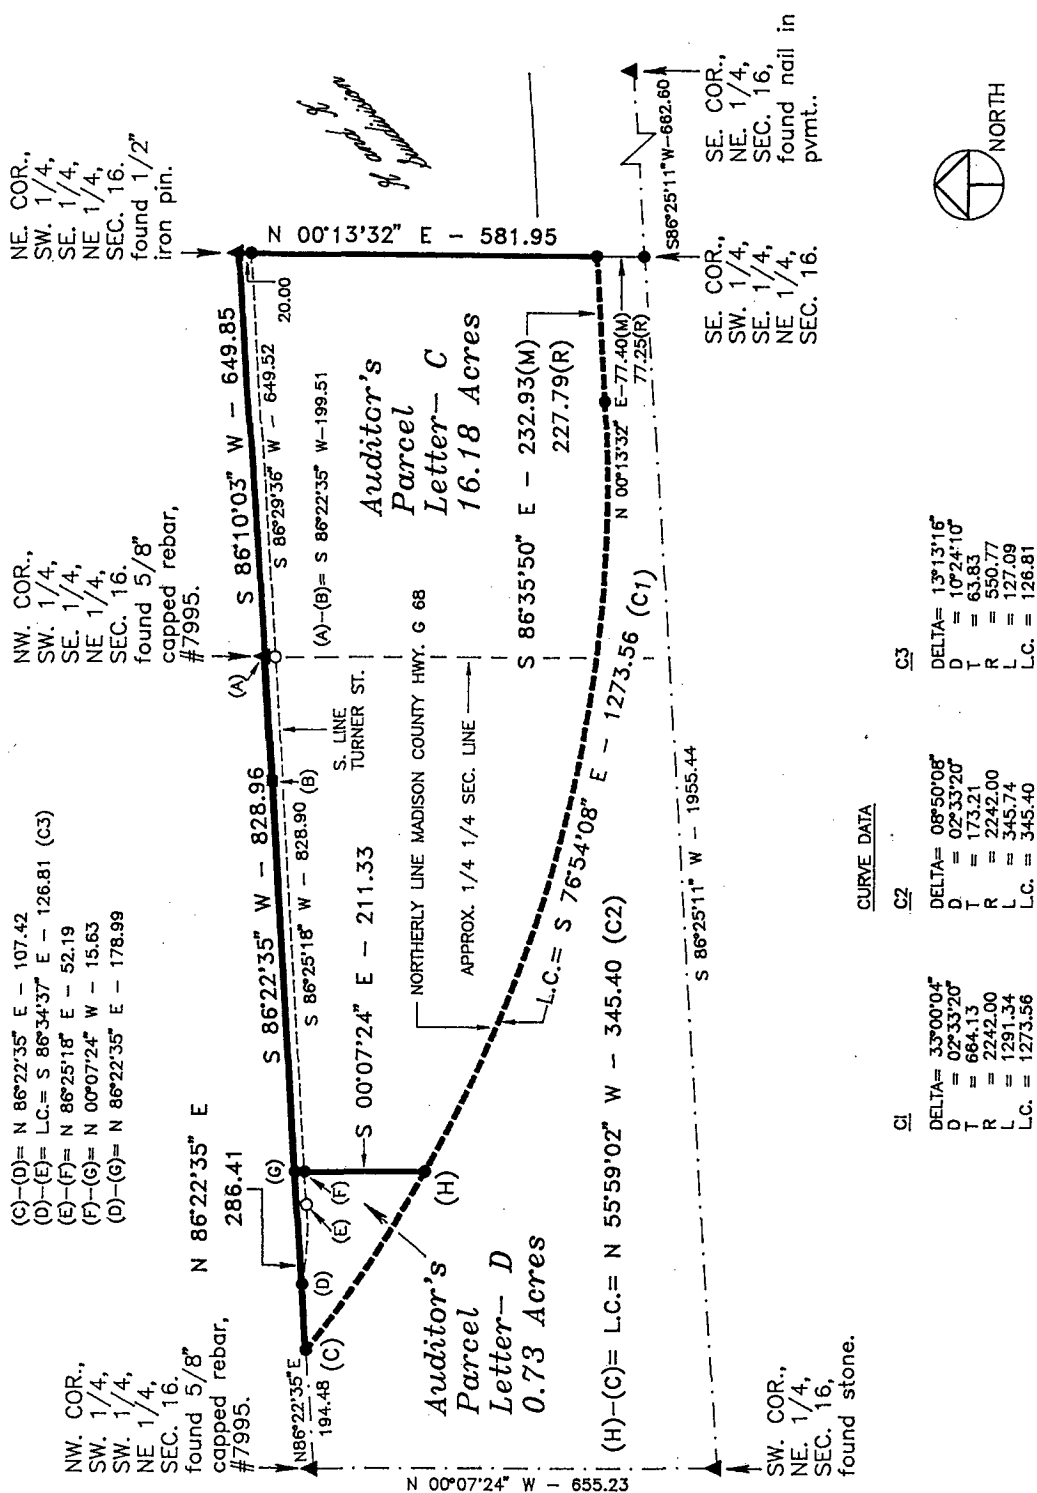 (C)-(D)= N 86°22'35" E - 107.42
(D)-(E)= L.C.= S 86°34'37" E - 126.81 (C3)
(E)-(F)= N 86°25'18" E - 52.19
(F)-(G)= N 00°07'24" W - 15.63
(D)-(G)= N 86°22'35" E - 178.99
NW. COR.,
SW. 1/4,
SW. 1/4,
NE 1/4,
SEC. 16.
found 5/8"
capped rebar,
#7995.
NW. COR.,
SW. 1/4,
SE. 1/4,
NE 1/4,
SEC. 16.
found 5/8"
capped rebar,
#7995.
NE. COR.,
SW. 1/4,
SE. 1/4,
NE 1/4,
SEC. 16.
found 1/2"
iron pin.
N86°22'35"E
194.48
(C)
N 86°22'35" E
286.41
(D)
(E)
(F)
(G)
(H)
S 86°22'35" W - 828.96
S 86°25'18" W - 828.90
(B)
(A)
S. LINE
TURNER ST.
S 86°10'03" W - 649.85
S 86°29'36" W - 649.52
(A)-(B)= S 86°22'35" W-199.51
20.00
N 00°13'32" E - 581.95
of and of
Subdivision
S 00°07'24" E - 211.33
NORTHERLY LINE MADISON COUNTY HWY. G 68
APPROX. 1/4 1/4 SEC. LINE
Auditor's
Parcel
Letter- C
16.18 Acres
S 86°35'50" E - 232.93(M)
227.79(R)
Auditor's
Parcel
Letter- D
0.73 Acres
L.C.= S 76°54'08" E - 1273.56 (C1)
N 00°13'32" E-77.40(M)
77.25(R)
(H)-(C)= L.C.= N 55°59'02" W - 345.40 (C2)
S 86°25'11" W - 1955.44
S86°25'11"W-662.60
N 00°07'24" W - 655.23
SW. COR.,
NE. 1/4,
SEC. 16,
found stone.
SE. COR.,
SW. 1/4,
SE. 1/4,
NE 1/4,
SEC. 16.
SE. COR.,
NE. 1/4,
SEC. 16,
found nail in
pvmt..
NORTH
CURVE DATA
C1
DELTA= 33°00'04"
D = 02°33'20"
T = 664.13
R = 2242.00
L = 1291.34
L.C. = 1273.56
C2
DELTA= 08°50'08"
D = 02°33'20"
T = 173.21
R = 2242.00
L = 345.74
L.C. = 345.40
C3
DELTA= 13°13'16"
D = 10°24'10"
T = 63.83
R = 550.77
L = 127.09
L.C. = 126.81